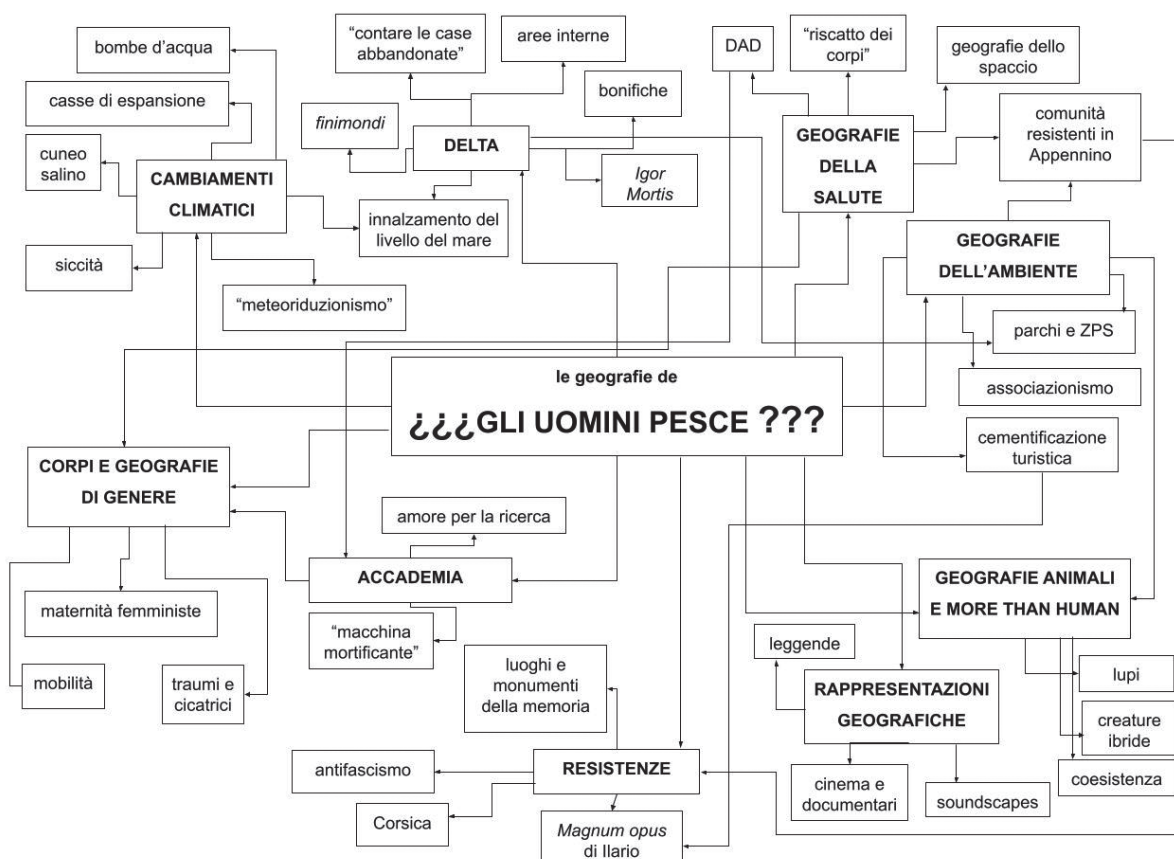 bombe d'acqua
"contare le case
abbandonate"
aree interne
DAD
"riscatto dei
corpi"
geografie dello
spaccio
casse di espansione
finimondi
bonifiche
comunità
resistenti in
Appennino
cuneo
salino
DELTA
GEOGRAFIE
DELLA
SALUTE
CAMBIAMENTI
CLIMATICI
Igor
Mortis
innalzamento del
livello del mare
GEOGRAFIE
DELL'AMBIENTE
siccità
"meteoriduzionismo"
parchi e ZPS
le geografie de
¿¿¿GLI UOMINI PESCE ???
associazionismo
cementificazione
turistica
CORPI E GEOGRAFIE
DI GENERE
amore per la ricerca
ACCADEMIA
GEOGRAFIE ANIMALI
E MORE THAN HUMAN
maternità femministe
"macchina
mortificante"
leggende
luoghi e
monumenti
della memoria
mobilità
traumi e
cicatrici
lupi
RAPPRESENTAZIONI
GEOGRAFICHE
creature
ibride
antifascismo
RESISTENZE
cinema e
documentari
soundscapes
coesistenza
Corsica
Magnum opus
di Ilario